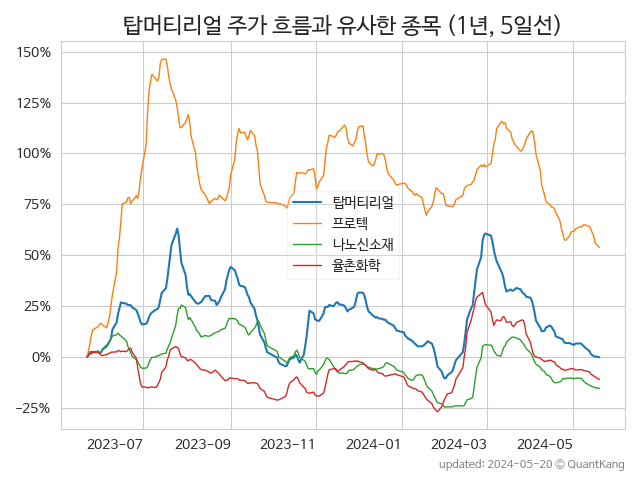 탑머티리얼 주가 흐름과 유사한 종목 (1년, 5일선)
150%
125%
100%
75%
50%
25%
0%
−25%
탑머티리얼
프로텍
나노신소재
율촌화학
2023-07
2023-09
2023-11
2024-01
2024-03
2024-05
updated: 2024-05-20 © QuantKang